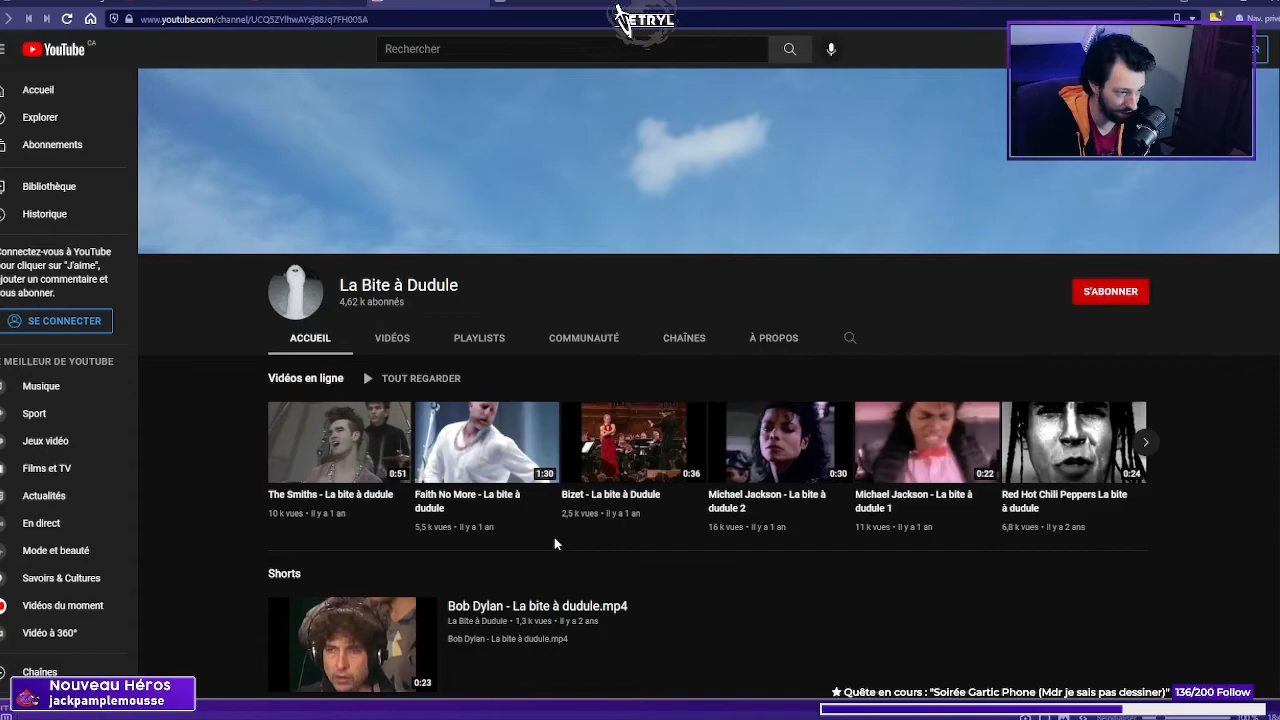 www.youtube.com/channel/UCQ5ZYlhwAYxj88Jq7FH005A
Nav. privé
VETRYL
YouTube CA
Rechercher
Accueil
Explorer
Abonnements
Bibliothèque
Historique
Connectez-vous à YouTube
pour cliquer sur "J'aime",
ajouter un commentaire et
vous abonner.
SE CONNECTER
LE MEILLEUR DE YOUTUBE
Musique
Sport
Jeux vidéo
Films et TV
Actualités
En direct
Mode et beauté
Savoirs & Cultures
Vidéos du moment
Vidéo à 360°
Chaînes
La Bite à Dudule
4,62 k abonnés
S'ABONNER
ACCUEIL
VIDÉOS
PLAYLISTS
COMMUNAUTÉ
CHAÎNES
À PROPOS
Vidéos en ligne
TOUT REGARDER
0:51
1:30
0:36
0:30
0:22
0:24
The Smiths - La bite à dudule
10 k vues • il y a 1 an
Faith No More - La bite à
dudule
5,5 k vues • il y a 1 an
Bizet - La bite à Dudule
2,5 k vues • il y a 1 an
Michael Jackson - La bite à
dudule 2
16 k vues • il y a 1 an
Michael Jackson - La bite à
dudule 1
11 k vues • il y a 1 an
Red Hot Chili Peppers La bite
à dudule
6,8 k vues • il y a 2 ans
Shorts
0:23
Bob Dylan - La bite à dudule.mp4
La Bite à Dudule • 1,3 k vues • il y a 2 ans
Bob Dylan - La bite à dudule.mp4
Nouveau Héros
jackpamplemousse
★ Quête en cours : "Soirée Gartic Phone (Mdr je sais pas dessiner)" 136/200 Follow
Réinitialiser
100 %